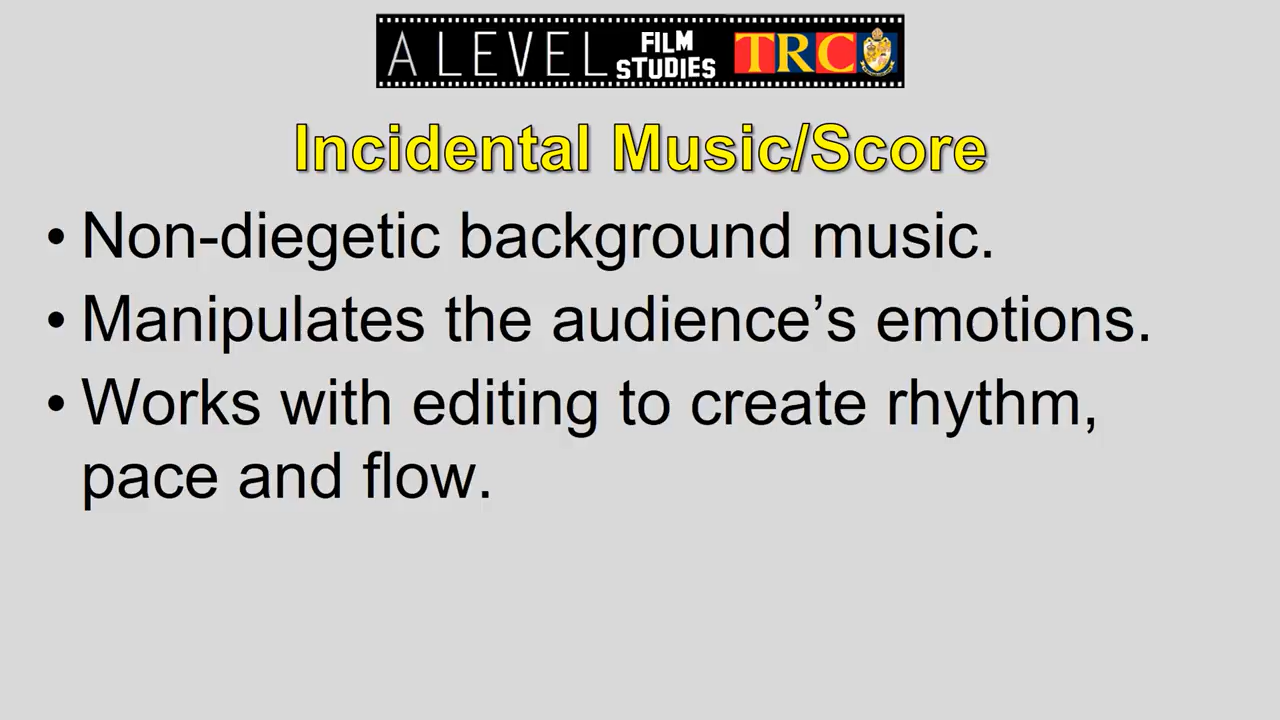 A LEVEL FILM STUDIES TRC
Incidental Music/Score
• Non-diegetic background music.
• Manipulates the audience’s emotions.
• Works with editing to create rhythm,
pace and flow.